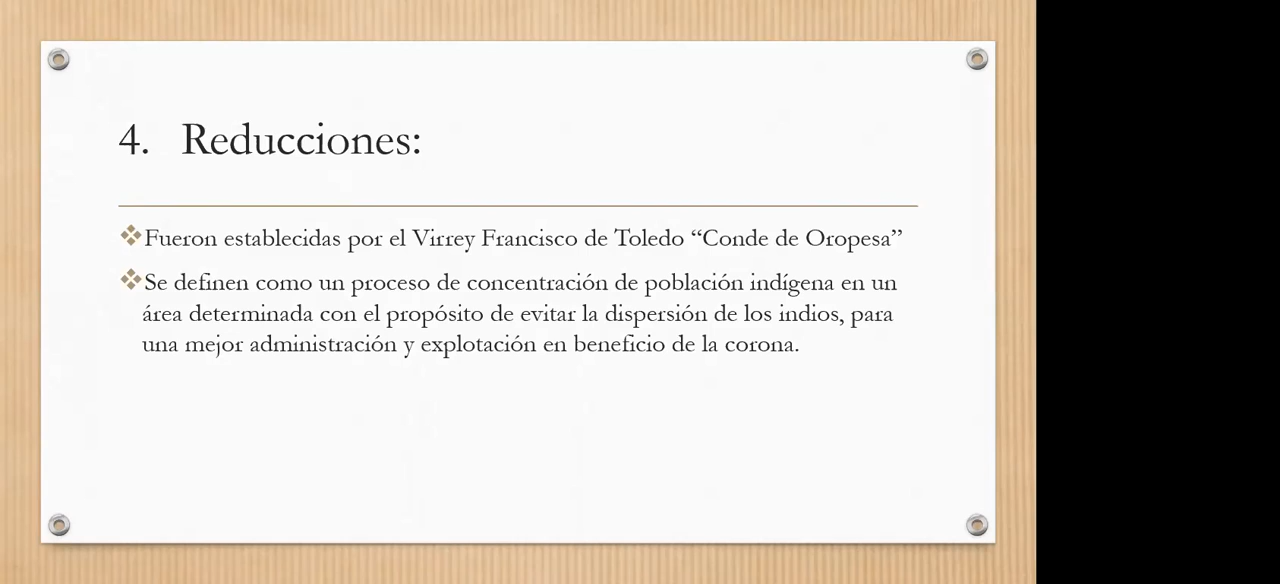 4. Reducciones:
Fueron establecidas por el Virrey Francisco de Toledo “Conde de Oropesa”
Se definen como un proceso de concentración de población indígena en un
área determinada con el propósito de evitar la dispersión de los indios, para
una mejor administración y explotación en beneficio de la corona.